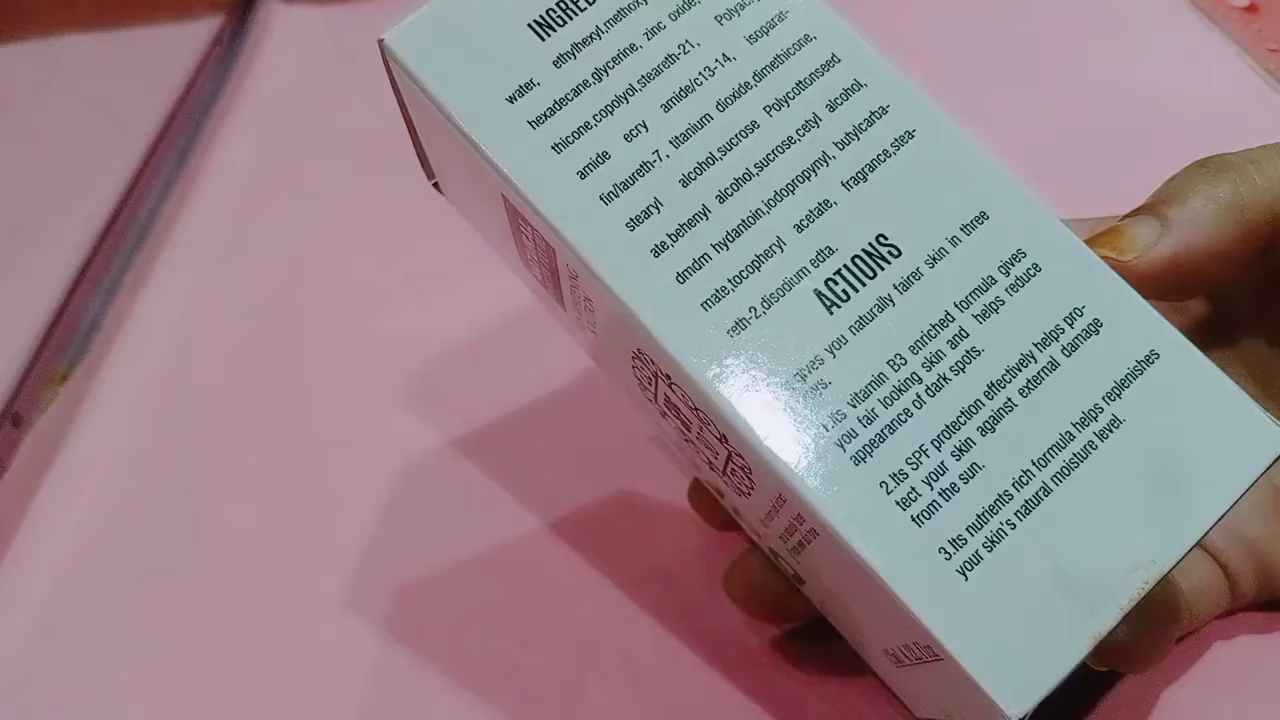 INGRED
water, ethylhexyl,methoxy
hexadecane,glycerine, zinc oxide,
thicone,copolyol,steareth-21, Polyac
amide ecry amide/c13-14, isoparaf-
fin/laureth-7, titanium dioxide,dimethicone,
stearyl alcohol,sucrose Polycottonseed
ate,behenyl alcohol,sucrose,cetyl alcohol,
dmdm hydantoin,iodopropynyl, butylcarba-
mate,tocopheryl acetate, fragrance,stea-
reth-2,disodium edta.
ACTIONS
gives you naturally fairer skin in three
ays.
1.Its vitamin B3 enriched formula gives
you fair looking skin and helps reduce
appearance of dark spots.
2.Its SPF protection effectively helps pro-
tect your skin against external damage
from the sun.
3.Its nutrients rich formula helps replenishes
your skin's natural moisture level.